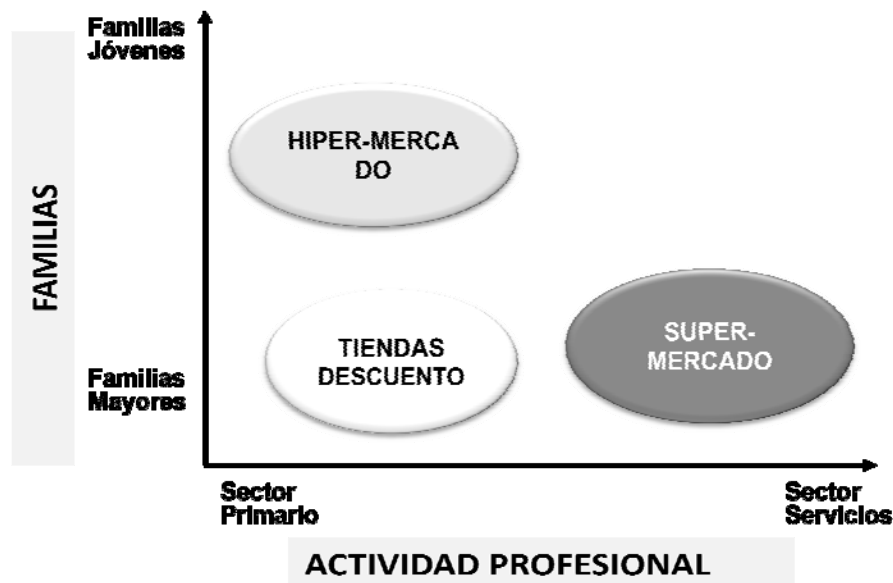 Familias
Jóvenes
HIPER-MERCA
DO
FAMILIAS
TIENDAS
DESCUENTO
SUPER-
MERCADO
Familias
Mayores
Sector
Primario
Sector
Servicios
ACTIVIDAD PROFESIONAL